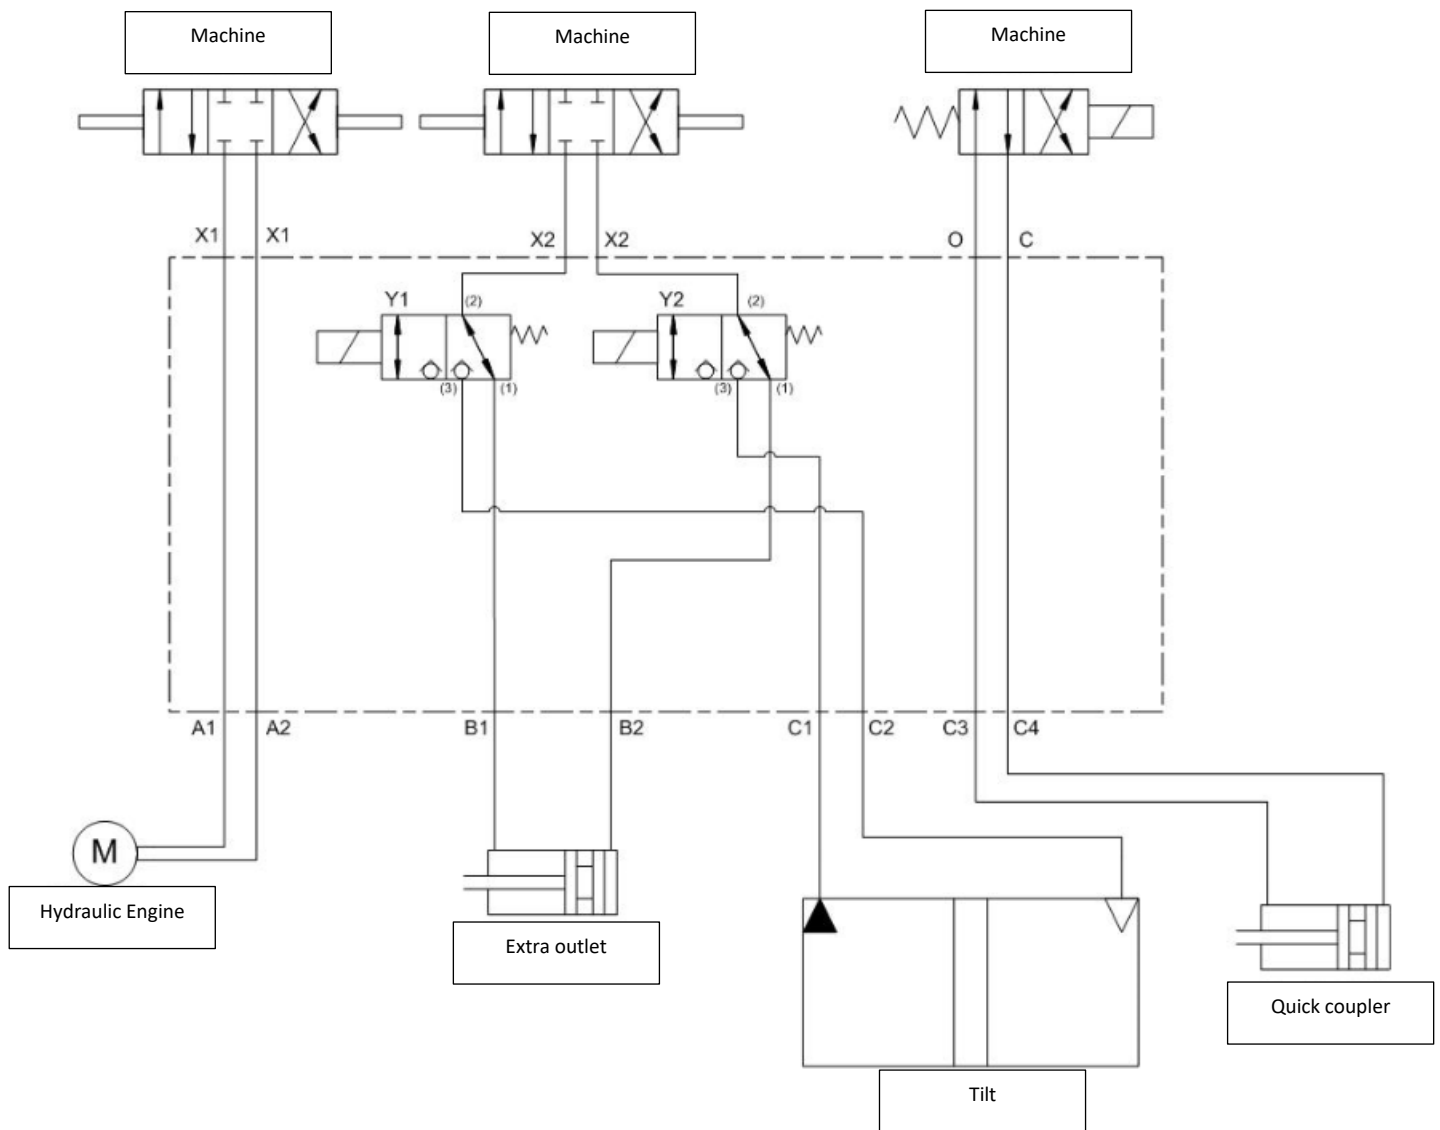 Machine
Machine
Machine
X1
X1
X2
X2
O
C
Y1
(2)
Y2
(2)
(3)
(1)
(3)
(1)
A1
A2
B1
B2
C1
C2
C3
C4
M
Hydraulic Engine
Extra outlet
Quick coupler
Tilt